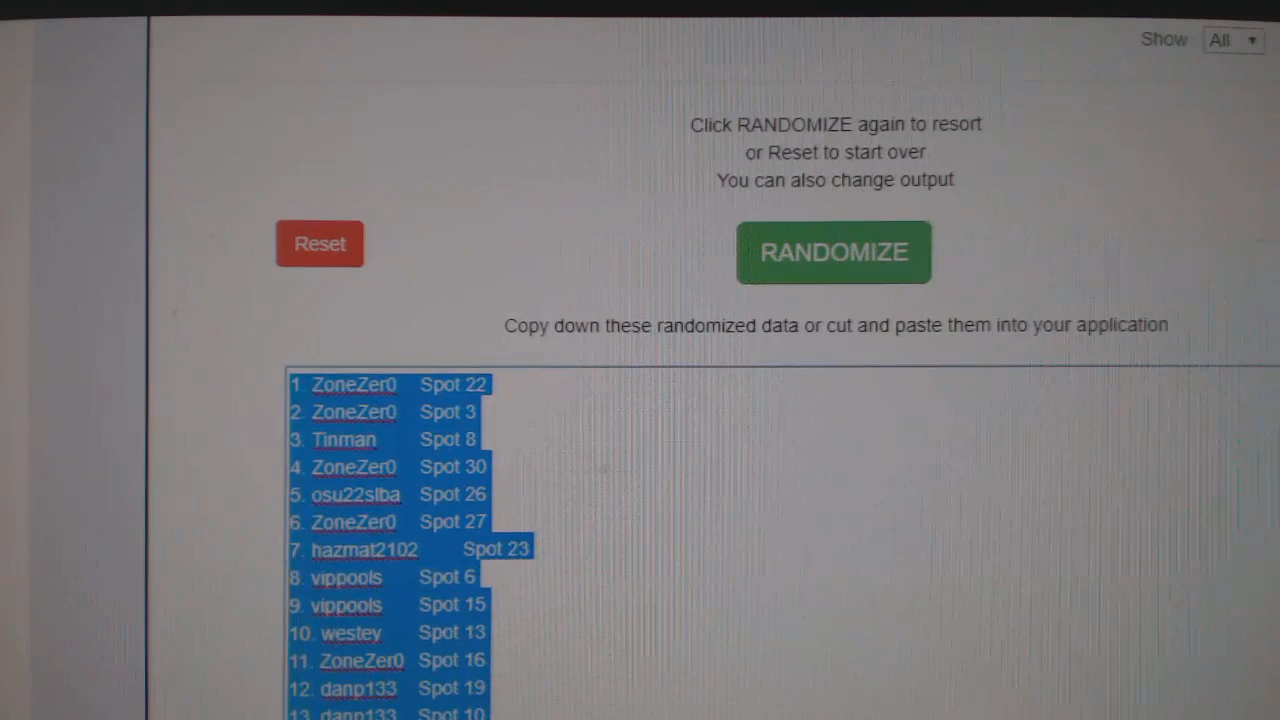 Show All
Click RANDOMIZE again to resort
or Reset to start over
You can also change output
Reset
RANDOMIZE
Copy down these randomized data or cut and paste them into your application
1. ZoneZer0 Spot 22
2. ZoneZer0 Spot 3
3. Tinman Spot 8
4. ZoneZer0 Spot 30
5. osu22slba Spot 26
6. ZoneZer0 Spot 27
7. hazmat2102 Spot 23
8. vippools Spot 6
9. vippools Spot 15
10. westey Spot 13
11. ZoneZer0 Spot 16
12. danp133 Spot 19
13. danp133 Spot 10